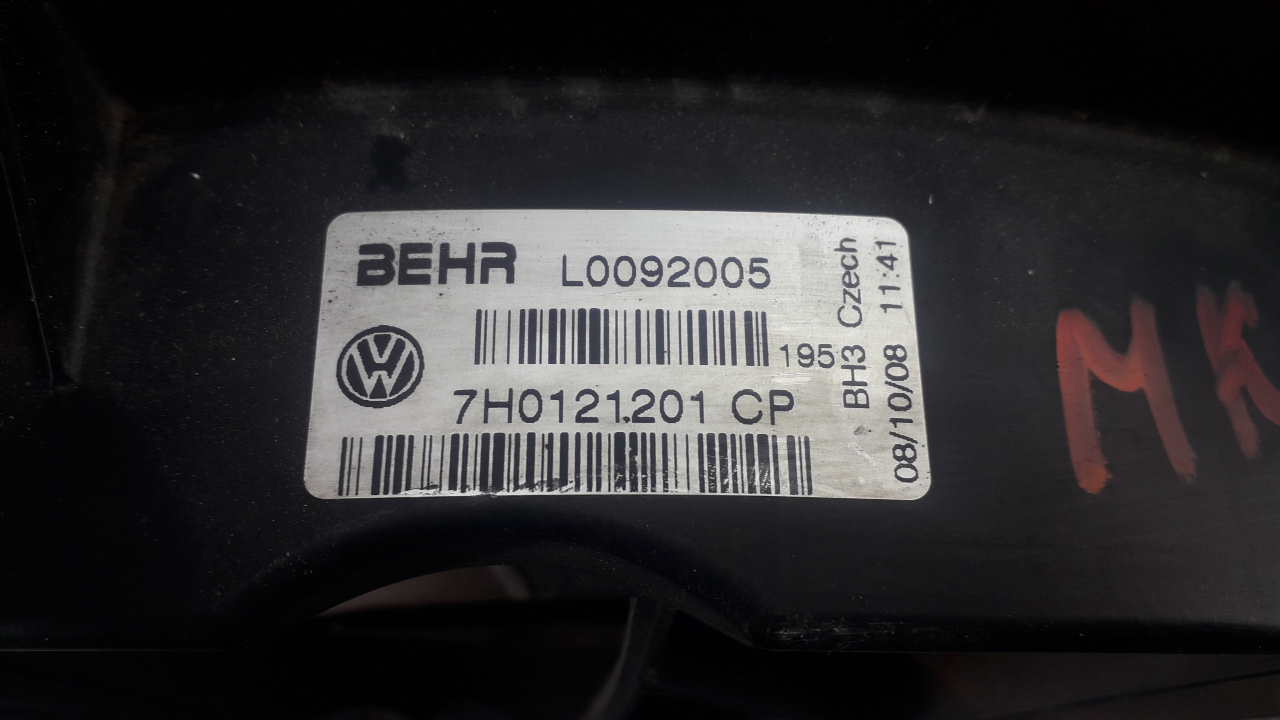 BEHR L0092005
195
7H0121201 CP
BH3 Czech
08/10/08 11:41
MK